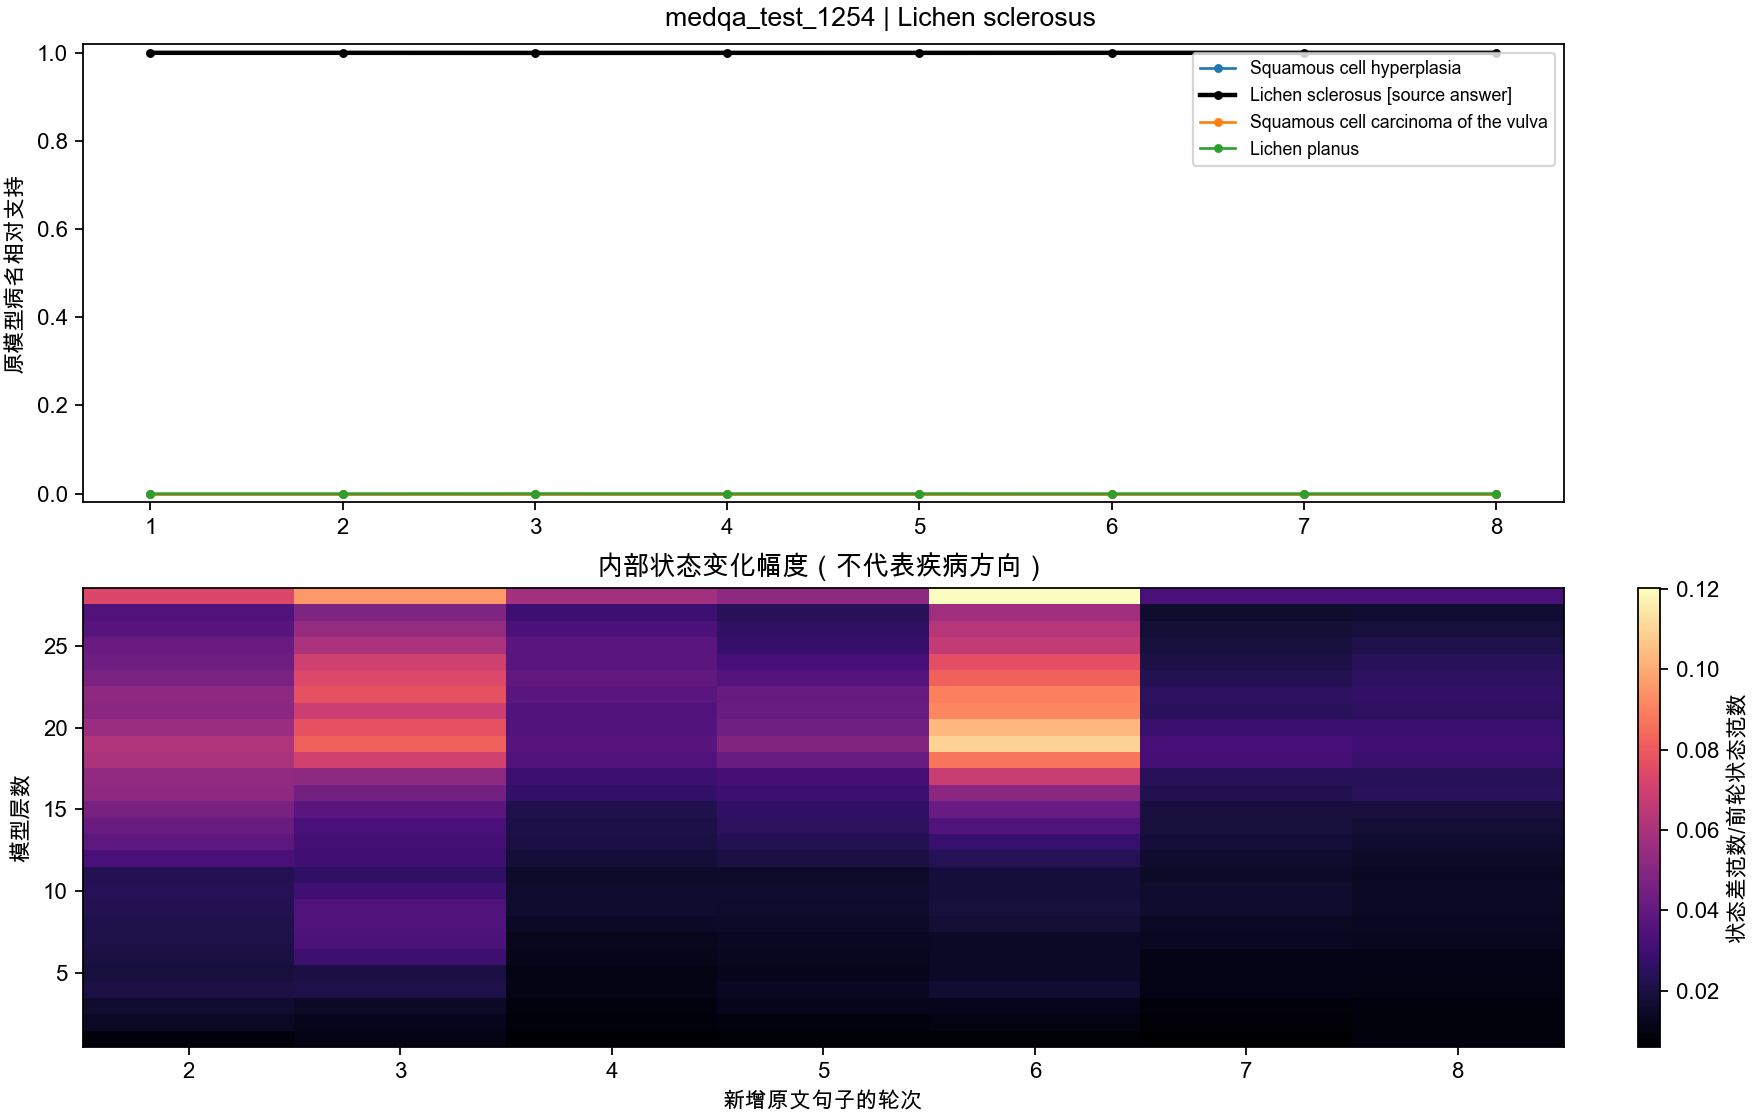 medqa_test_1254 | Lichen sclerosus
原模型病名相对支持
1.0
0.8
0.6
0.4
0.2
0.0
Squamous cell hyperplasia
Lichen sclerosus [source answer]
Squamous cell carcinoma of the vulva
Lichen planus
1 2 3 4 5 6 7 8
内部状态变化幅度（不代表疾病方向）
模型层数
25
20
15
10
5
2 3 4 5 6 7 8
新增原文句子的轮次
0.12
0.10
0.08
0.06
0.04
0.02
状态差范数/前轮状态范数